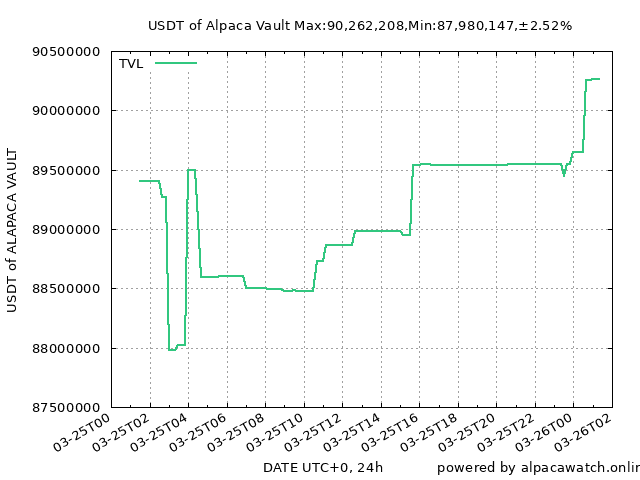 USDT of Alpaca Vault Max:90,262,208,Min:87,980,147,±2.52%
TVL
90500000
90000000
89500000
89000000
88500000
88000000
87500000
USDT of ALAPACA VAULT
03-25T00
03-25T02
03-25T04
03-25T06
03-25T08
03-25T10
03-25T12
03-25T14
03-25T16
03-25T18
03-25T20
03-25T22
03-26T00
03-26T02
DATE UTC+0, 24h
powered by alpacawatch.onlin